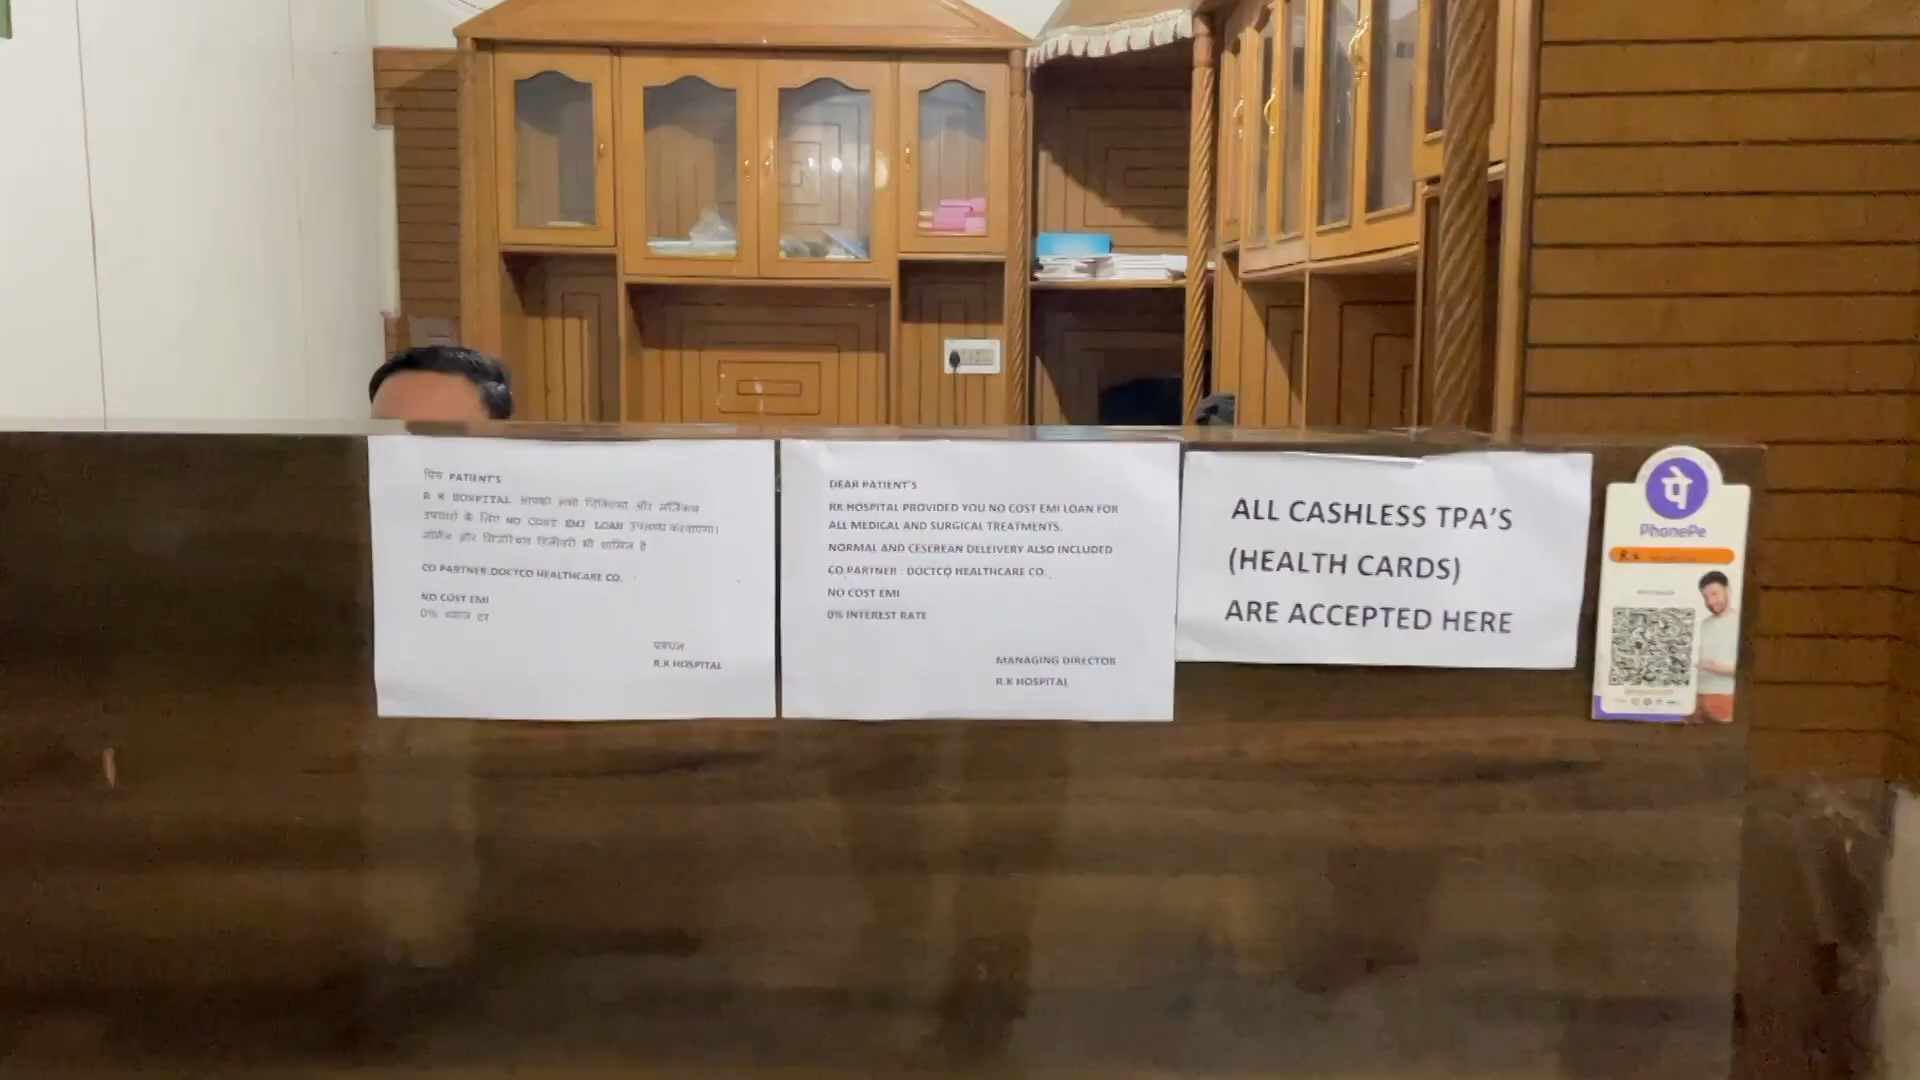 प्रिय PATIENT'S
R K HOSPITAL आपको सभी चिकित्सा और सर्जिकल
उपचारों के लिए NO COST EMI LOAN उपलब्ध करवाएगा।
नॉर्मल और सिजेरियन डिलीवरी भी शामिल है
CO PARTNER:DOCTCO HEALTHCARE CO.
NO COST EMI
0% ब्याज दर
प्रबंधन
R.K HOSPITAL
DEAR PATIENT'S
RK HOSPITAL PROVIDED YOU NO COST EMI LOAN FOR
ALL MEDICAL AND SURGICAL TREATMENTS.
NORMAL AND CESEREAN DELEIVERY ALSO INCLUDED
CO PARTNER : DOCTCO HEALTHCARE CO.
NO COST EMI
0% INTEREST RATE
MANAGING DIRECTOR
R.K HOSPITAL
ALL CASHLESS TPA'S
(HEALTH CARDS)
ARE ACCEPTED HERE
पे
PhonePe
R.K